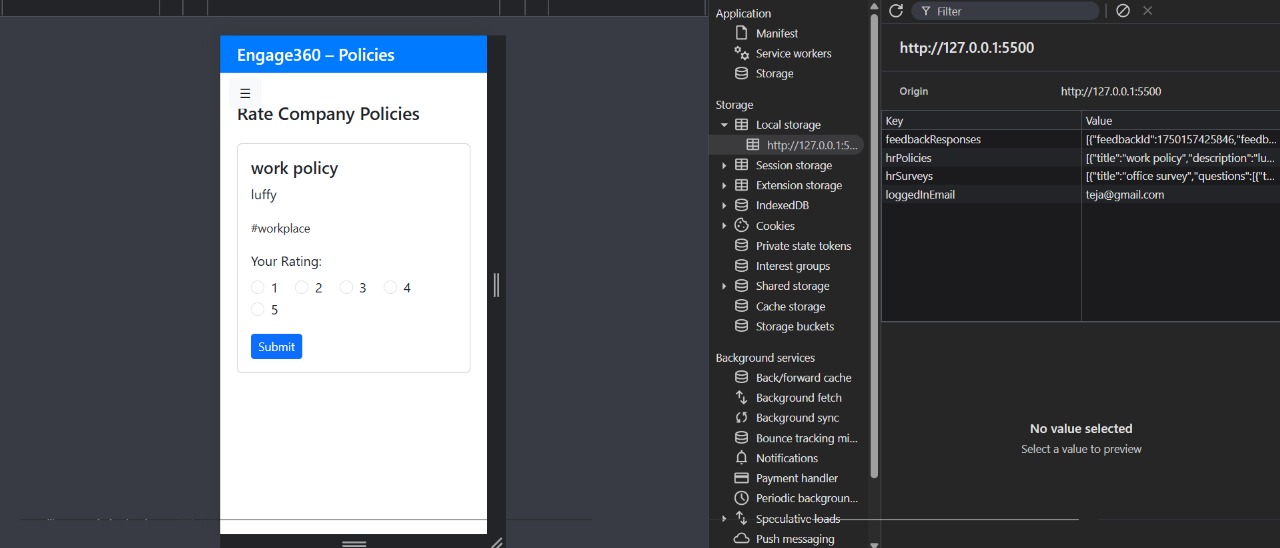 Engage360 – Policies
☰
Rate Company Policies
work policy
luffy
#workplace
Your Rating:
1 2 3 4
5
Submit
Application
Manifest
Service workers
Storage
Storage
Local storage
http://127.0.0.1:5...
Session storage
Extension storage
IndexedDB
Cookies
Private state tokens
Interest groups
Shared storage
Cache storage
Storage buckets
Background services
Back/forward cache
Background fetch
Background sync
Bounce tracking mi...
Notifications
Payment handler
Periodic backgroun...
Speculative loads
Push messaging
Filter
http://127.0.0.1:5500
Origin http://127.0.0.1:5500
Key Value
feedbackResponses [{"feedbackId":1750157425846,"feedb...
hrPolicies [{"title":"work policy","description":"lu...
hrSurveys [{"title":"office survey","questions":[{"t...
loggedInEmail teja@gmail.com
No value selected
Select a value to preview